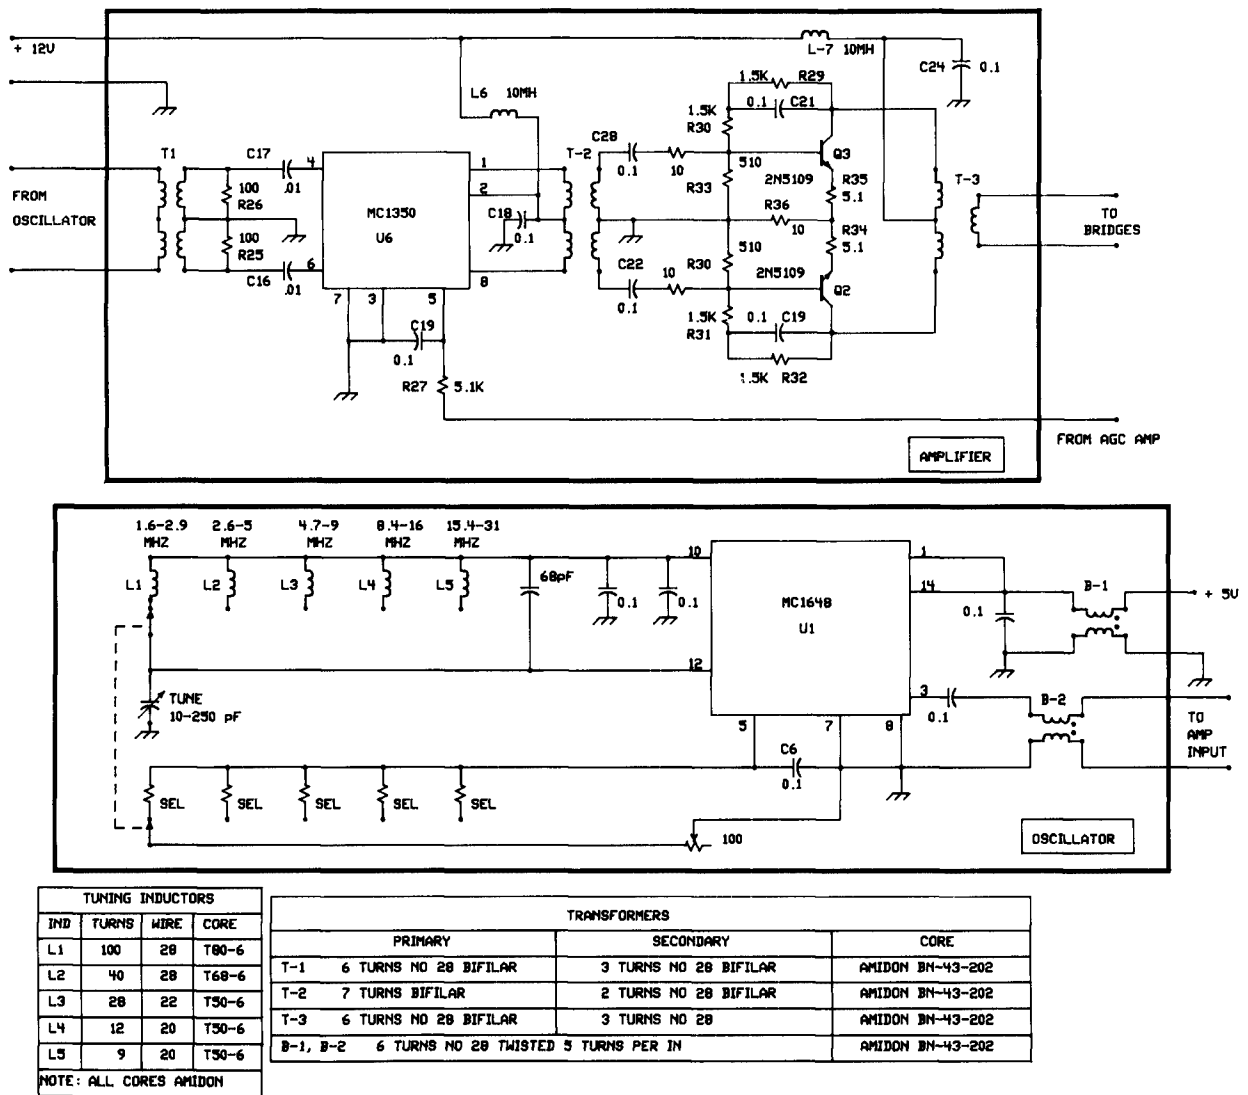 + 12V
L-7 10MH
C24 0.1
1.5K R29
0.1 C21
L6 10MH
1.5K
R30
C28
0.1
10
T-2
510
R33
Q3
2N5109
R35
5.1
R36
10
R34
5.1
T-3
TO
BRIDGES
T1
C17
.01
4
100
R26
100
R25
C16
.01
6
FROM
OSCILLATOR
MC1350
U6
1
2
8
7
3
5
C18
0.1
C22
0.1
10
510
R30
2N5109
Q2
1.5K
R31
0.1 C19
1.5K R32
C19
0.1
R27 5.1K
FROM AGC AMP
AMPLIFIER
1.6-2.9
MHZ
2.6-5
MHZ
4.7-9
MHZ
8.4-16
MHZ
15.4-31
MHZ
L1
L2
L3
L4
L5
68pF
0.1
0.1
10
12
MC1648
U1
1
14
3
5
7
8
0.1
B-1
+ 5V
0.1
B-2
TO
AMP
INPUT
TUNE
10-250 pF
C6
0.1
SEL
SEL
SEL
SEL
SEL
100
OSCILLATOR
TUNING INDUCTORS
IND TURNS WIRE CORE
L1 100 28 T80-6
L2 40 28 T68-6
L3 28 22 T50-6
L4 12 20 T50-6
L5 9 20 T50-6
NOTE: ALL CORES AMIDON
TRANSFORMERS
PRIMARY SECONDARY CORE
T-1 6 TURNS NO 28 BIFILAR 3 TURNS NO 28 BIFILAR AMIDON BN-43-202
T-2 7 TURNS BIFILAR 2 TURNS NO 28 BIFILAR AMIDON BN-43-202
T-3 6 TURNS NO 28 BIFILAR 3 TURNS NO 28 AMIDON BN-43-202
B-1, B-2 6 TURNS NO 28 TWISTED 5 TURNS PER IN AMIDON BN-43-202